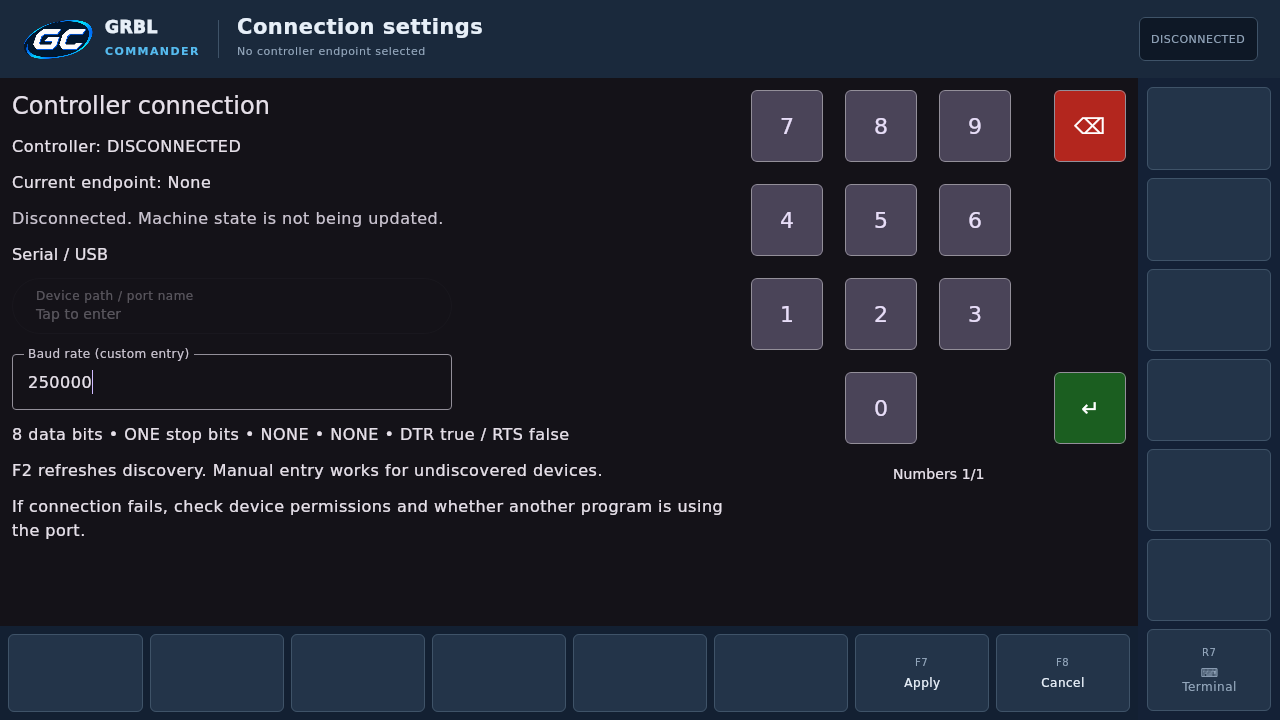 GC
GRBL
COMMANDER
Connection settings
No controller endpoint selected
DISCONNECTED
Controller connection
Controller: DISCONNECTED
Current endpoint: None
Disconnected. Machine state is not being updated.
Serial / USB
Device path / port name
Tap to enter
Baud rate (custom entry)
250000
8 data bits • ONE stop bits • NONE • NONE • DTR true / RTS false
F2 refreshes discovery. Manual entry works for undiscovered devices.
If connection fails, check device permissions and whether another program is using
the port.
7 8 9 ⌫
4 5 6
1 2 3
0 ↵
Numbers 1/1
F7
Apply
F8
Cancel
R7
⌨
Terminal